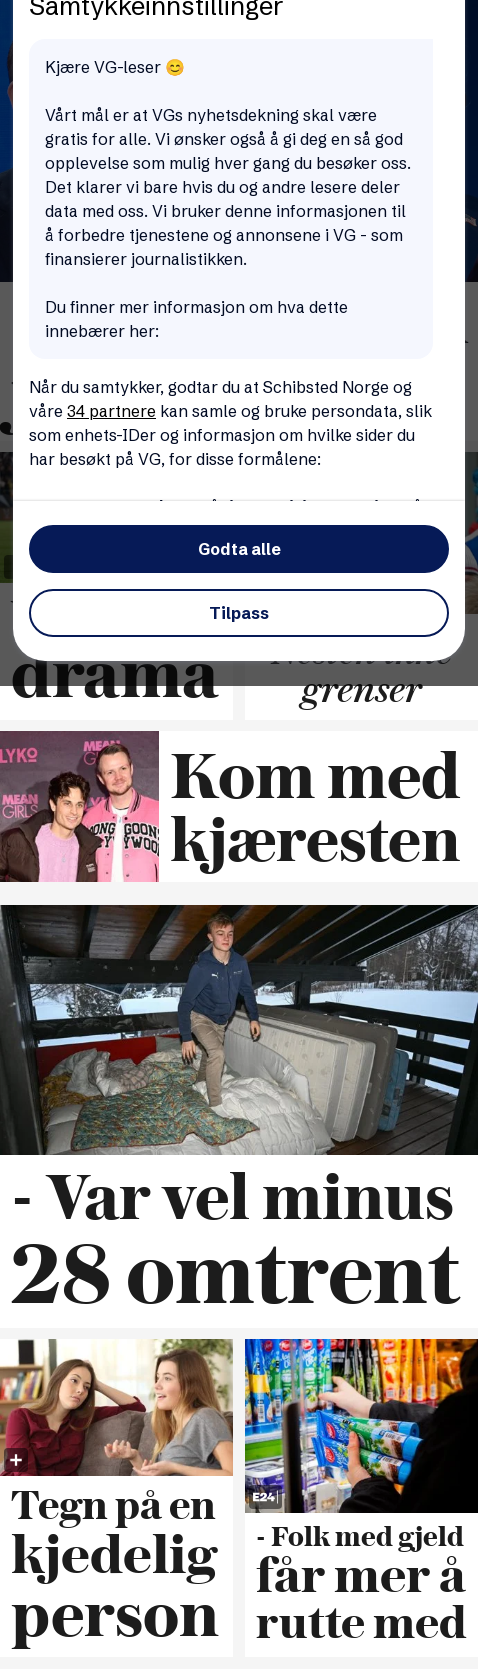 Samtykkeinnstillinger
Kjære VG-leser 😊
Vårt mål er at VGs nyhetsdekning skal være
gratis for alle. Vi ønsker også å gi deg en så god
opplevelse som mulig hver gang du besøker oss.
Det klarer vi bare hvis du og andre lesere deler
data med oss. Vi bruker denne informasjonen til
å forbedre tjenestene og annonsene i VG - som
finansierer journalistikken.
Du finner mer informasjon om hva dette
innebærer her:
Når du samtykker, godtar du at Schibsted Norge og
våre 34 partnere kan samle og bruke persondata, slik
som enhets-IDer og informasjon om hvilke sider du
har besøkt på VG, for disse formålene:
Godta alle
Tilpass
drama
Nesten ikke
grenser
LYKO
MEAN
GIRLS
MEAN
GIRLS
Kom med
kjæresten
- Var vel minus
28 omtrent
Tegn på en
kjedelig
person
E24
- Folk med gjeld
får mer å
rutte med